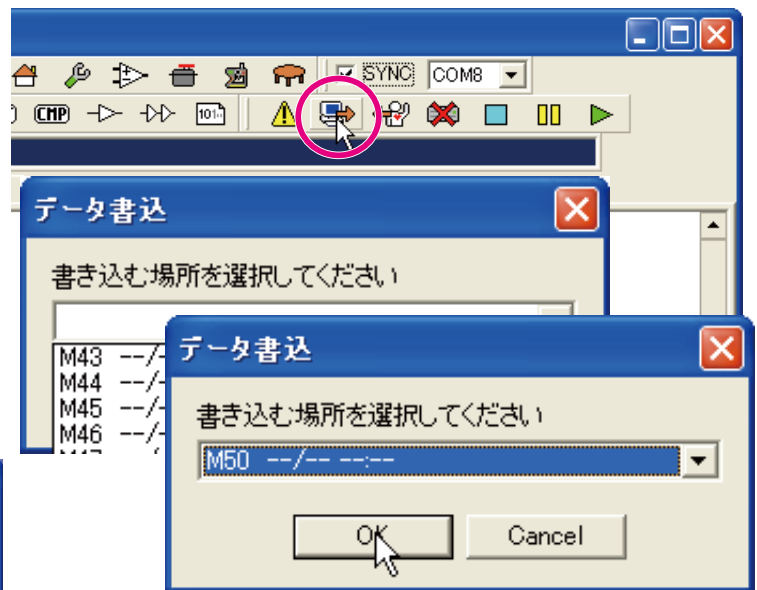 SYNC COM8
CMP 101..
データ書込
書き込む場所を選択してください
M43 --/-
M44 --/-
M45 --/-
M46 --/-
データ書込
書き込む場所を選択してください
M50 --/-- --:--
OK Cancel